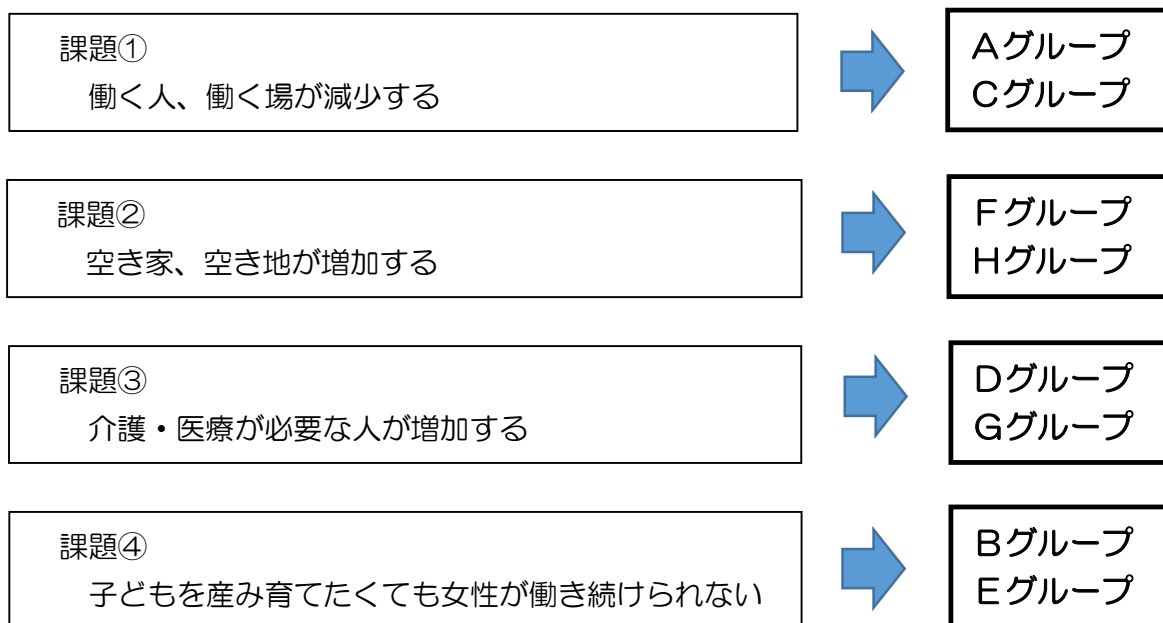 課題①
働く人、働く場が減少する
Aグループ
Cグループ
課題②
空き家、空き地が増加する
Fグループ
Hグループ
課題③
介護・医療が必要な人が増加する
Dグループ
Gグループ
課題④
子どもを産み育てたくても女性が働き続けられない
Bグループ
Eグループ